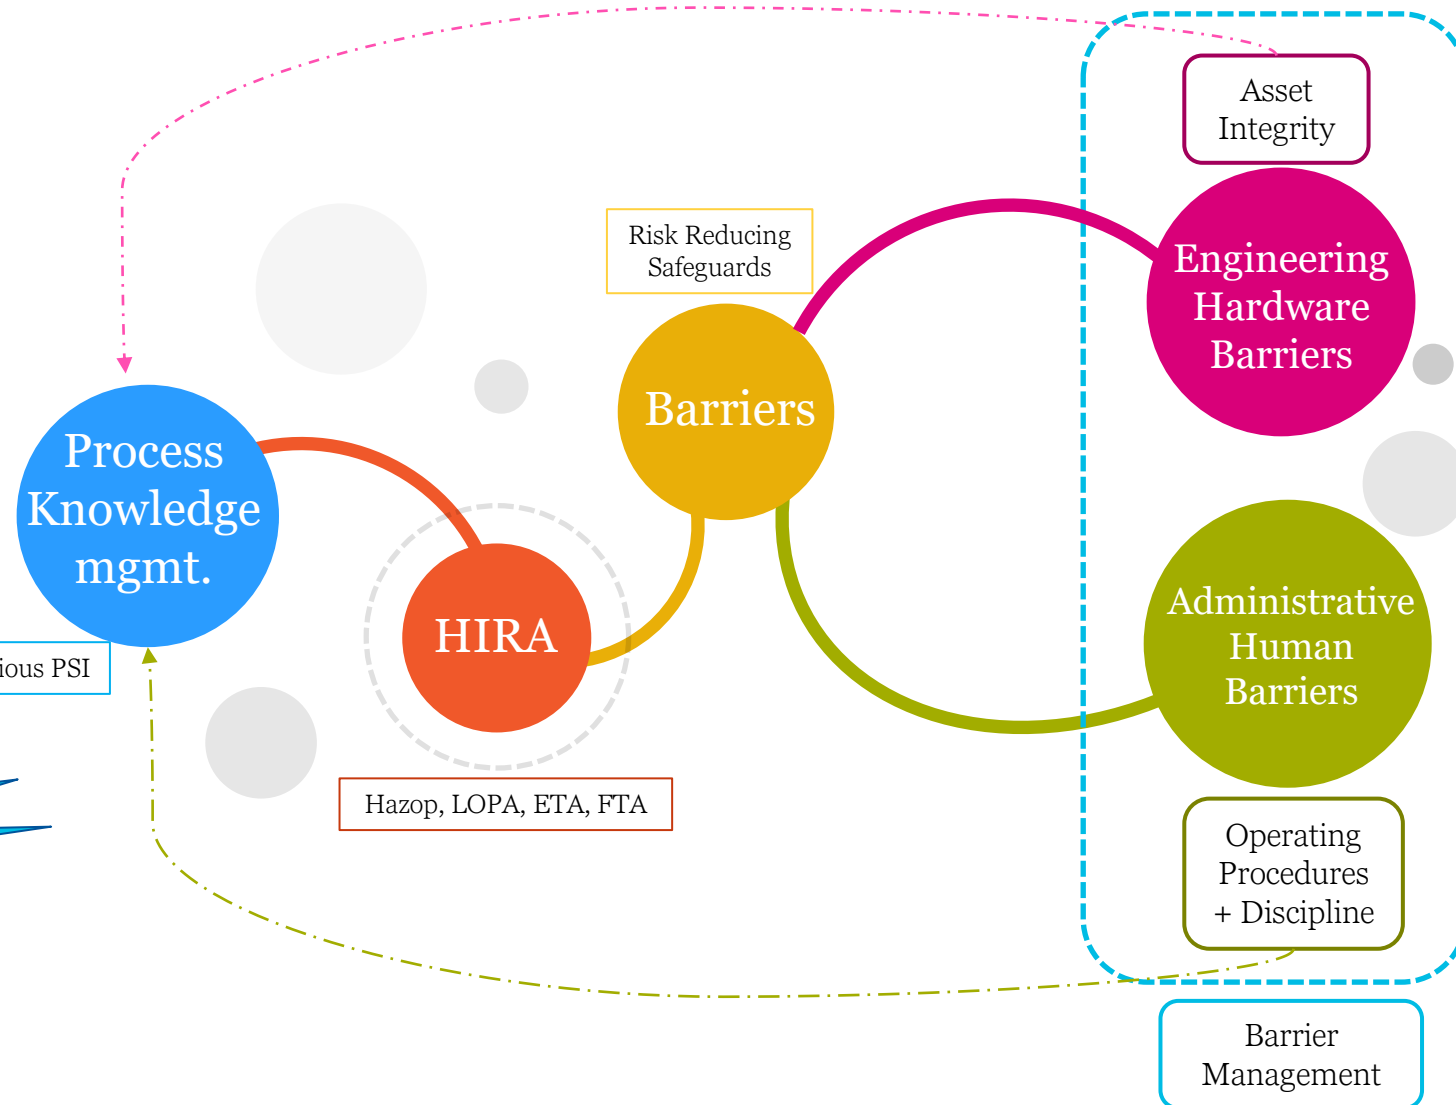 Asset
Integrity
Engineering
Hardware
Barriers
Risk Reducing
Safeguards
Barriers
Process
Knowledge
mgmt.
HIRA
PSI
Hazop, LOPA, ETA, FTA
Administrative
Human
Barriers
Operating
Procedures
+ Discipline
Barrier
Management